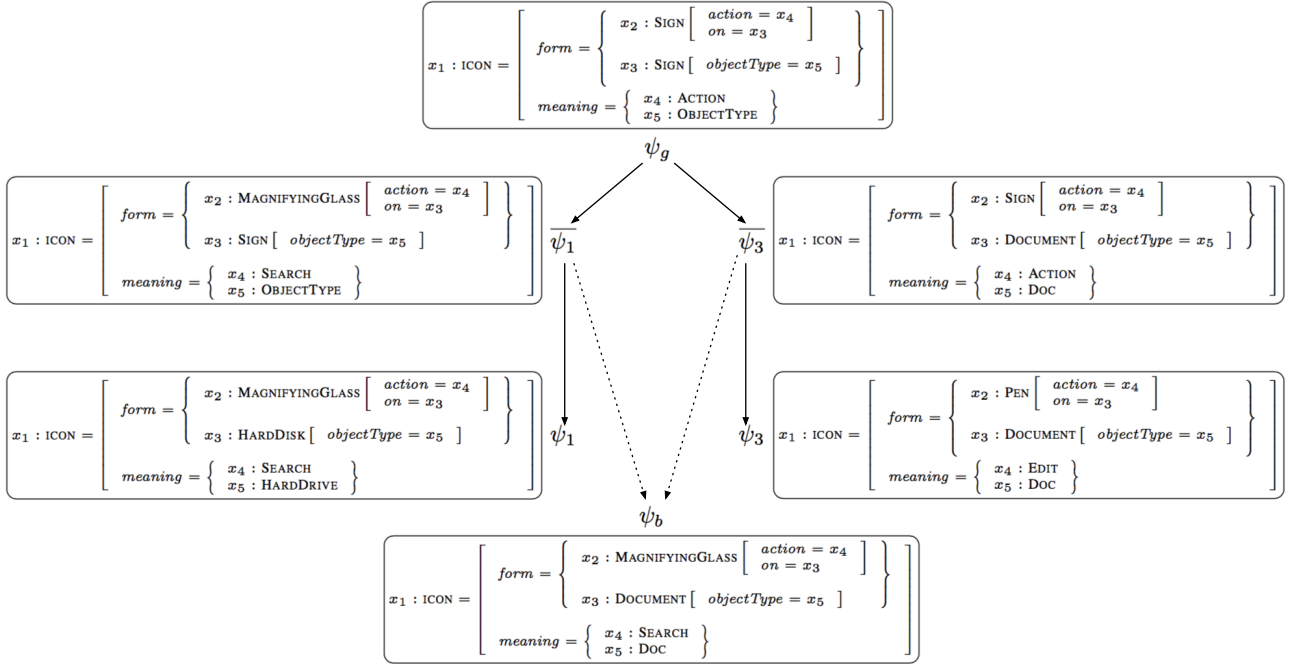 x₁ : ICON = [ form = { x₂ : SIGN [ action = x₄
on = x₃ ]
x₃ : SIGN [ objectType = x₅ ] }
meaning = { x₄ : ACTION
x₅ : OBJECTTYPE } ]
ψg
x₁ : ICON = [ form = { x₂ : MAGNIFYINGGLASS [ action = x₄
on = x₃ ]
x₃ : SIGN [ objectType = x₅ ] }
meaning = { x₄ : SEARCH
x₅ : OBJECTTYPE } ]
ψ̅₁
ψ̅₃
x₁ : ICON = [ form = { x₂ : SIGN [ action = x₄
on = x₃ ]
x₃ : DOCUMENT [ objectType = x₅ ] }
meaning = { x₄ : ACTION
x₅ : DOC } ]
x₁ : ICON = [ form = { x₂ : MAGNIFYINGGLASS [ action = x₄
on = x₃ ]
x₃ : HARDDISK [ objectType = x₅ ] }
meaning = { x₄ : SEARCH
x₅ : HARDDRIVE } ]
ψ₁
ψ₃
x₁ : ICON = [ form = { x₂ : PEN [ action = x₄
on = x₃ ]
x₃ : DOCUMENT [ objectType = x₅ ] }
meaning = { x₄ : EDIT
x₅ : DOC } ]
ψb
x₁ : ICON = [ form = { x₂ : MAGNIFYINGGLASS [ action = x₄
on = x₃ ]
x₃ : DOCUMENT [ objectType = x₅ ] }
meaning = { x₄ : SEARCH
x₅ : DOC } ]